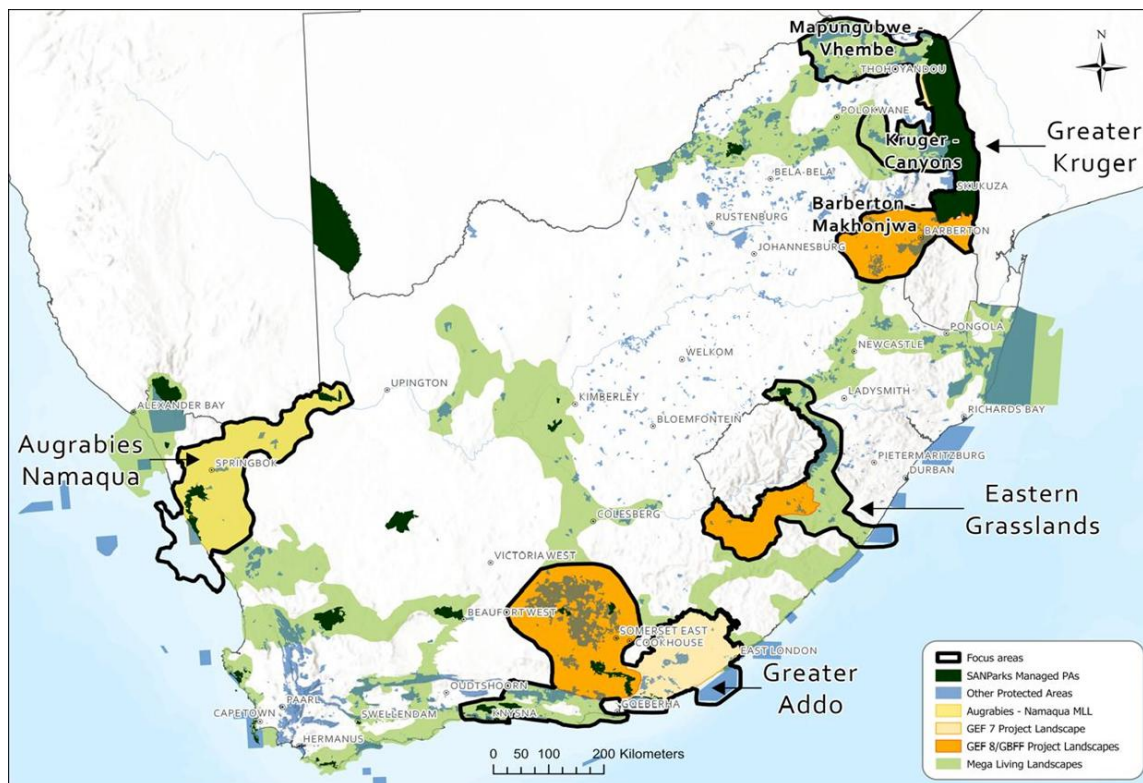 Mapungubwe -
Vhembe
N
THOHOYANDOU
POLOKWANE
Kruger -
Canyons
Greater
Kruger
BELA-BELA
SKUKUZA
Barberton -
Makhonjwa
RUSTENBURG
BARBERTON
JOHANNESBURG
PONGOLA
NEWCASTLE
WELKOM
UPINGTON
KIMBERLEY
LADYSMITH
ALEXANDER BAY
RICHARDS BAY
BLOEMFONTEIN
Augrabies
Namaqua
SPRINGBOK
PIETERMARITZBURG
DURBAN
Eastern
Grasslands
COLESBERG
VICTORIA WEST
BEAUFORT WEST
SOMERSET EAST
COOKHOUSE
EAST LONDON
Greater
Addo
OUDTSHOORN
GQEBERHA
PAARL
KNYSNA
CAPE TOWN
SWELLENDAM
HERMANUS
0 50 100 200 Kilometers
Focus areas
SANParks Managed PAs
Other Protected Areas
Augrabies - Namaqua MLL
GEF 7 Project Landscape
GEF 8/GBFF Project Landscapes
Mega Living Landscapes